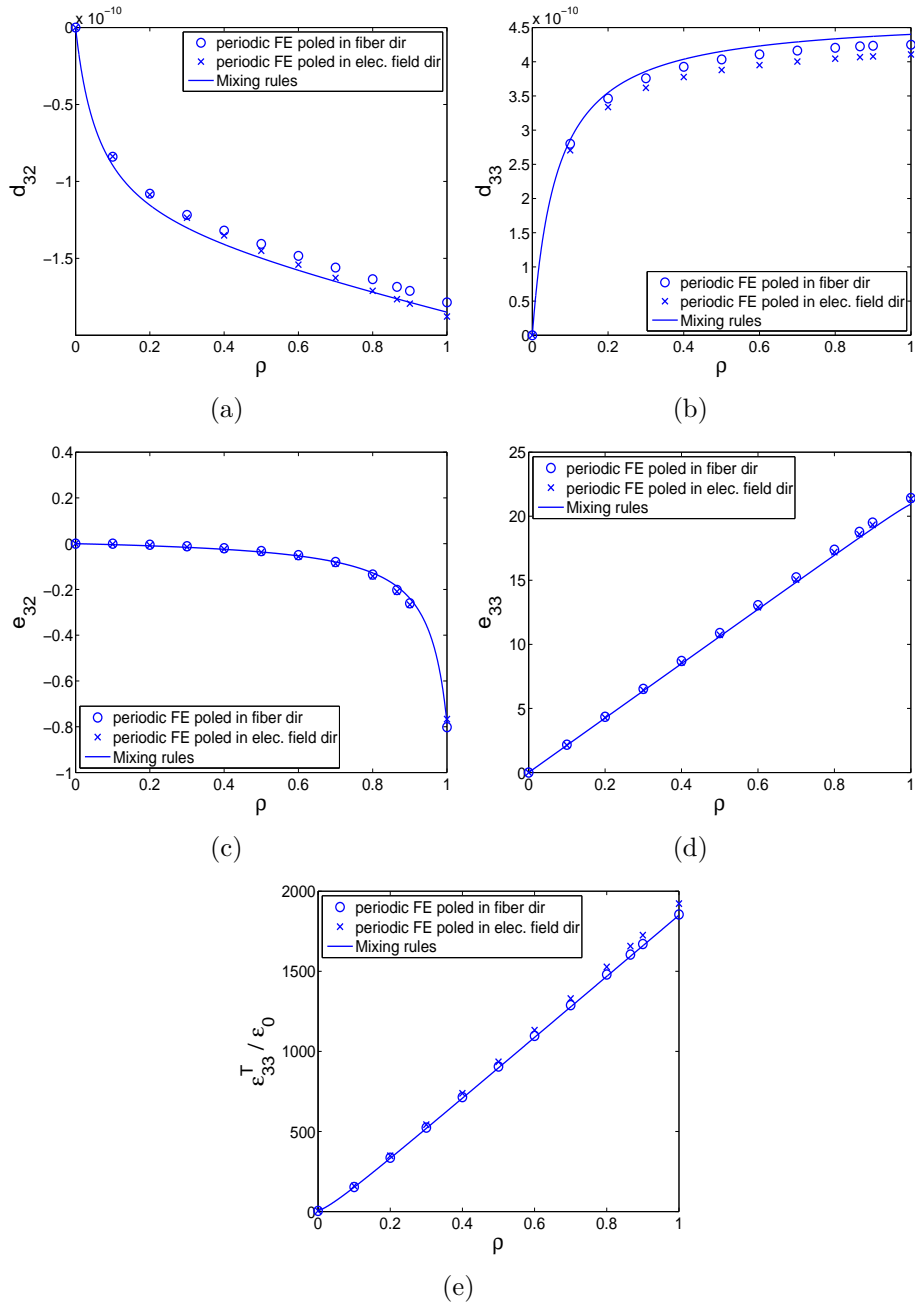 x 10⁻¹⁰
0
−0.5
−1
−1.5
d₃₂
0
0.2
0.4
0.6
0.8
1
ρ
periodic FE poled in fiber dir
periodic FE poled in elec. field dir
Mixing rules
(a)
x 10⁻¹⁰
4.5
4
3.5
3
2.5
2
1.5
1
0.5
0
d₃₃
0
0.2
0.4
0.6
0.8
1
ρ
periodic FE poled in fiber dir
periodic FE poled in elec. field dir
Mixing rules
(b)
0.4
0.2
0
−0.2
−0.4
−0.6
−0.8
−1
e₃₂
0
0.2
0.4
0.6
0.8
1
ρ
periodic FE poled in fiber dir
periodic FE poled in elec. field dir
Mixing rules
(c)
25
20
15
10
5
0
e₃₃
0
0.2
0.4
0.6
0.8
1
ρ
periodic FE poled in fiber dir
periodic FE poled in elec. field dir
Mixing rules
(d)
2000
1500
1000
500
0
ε₃₃ᵀ / ε₀
0
0.2
0.4
0.6
0.8
1
ρ
periodic FE poled in fiber dir
periodic FE poled in elec. field dir
Mixing rules
(e)